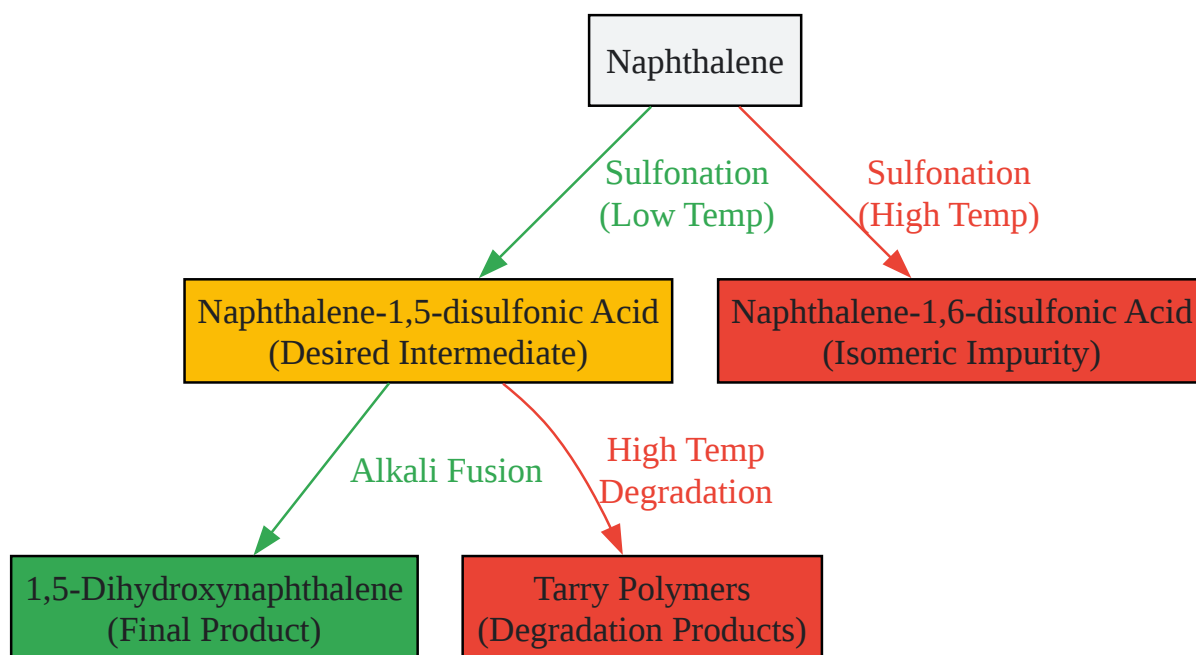 Naphthalene
Sulfonation
(Low Temp)
Sulfonation
(High Temp)
Naphthalene-1,5-disulfonic Acid
(Desired Intermediate)
Naphthalene-1,6-disulfonic Acid
(Isomeric Impurity)
Alkali Fusion
High Temp
Degradation
1,5-Dihydroxynaphthalene
(Final Product)
Tarry Polymers
(Degradation Products)